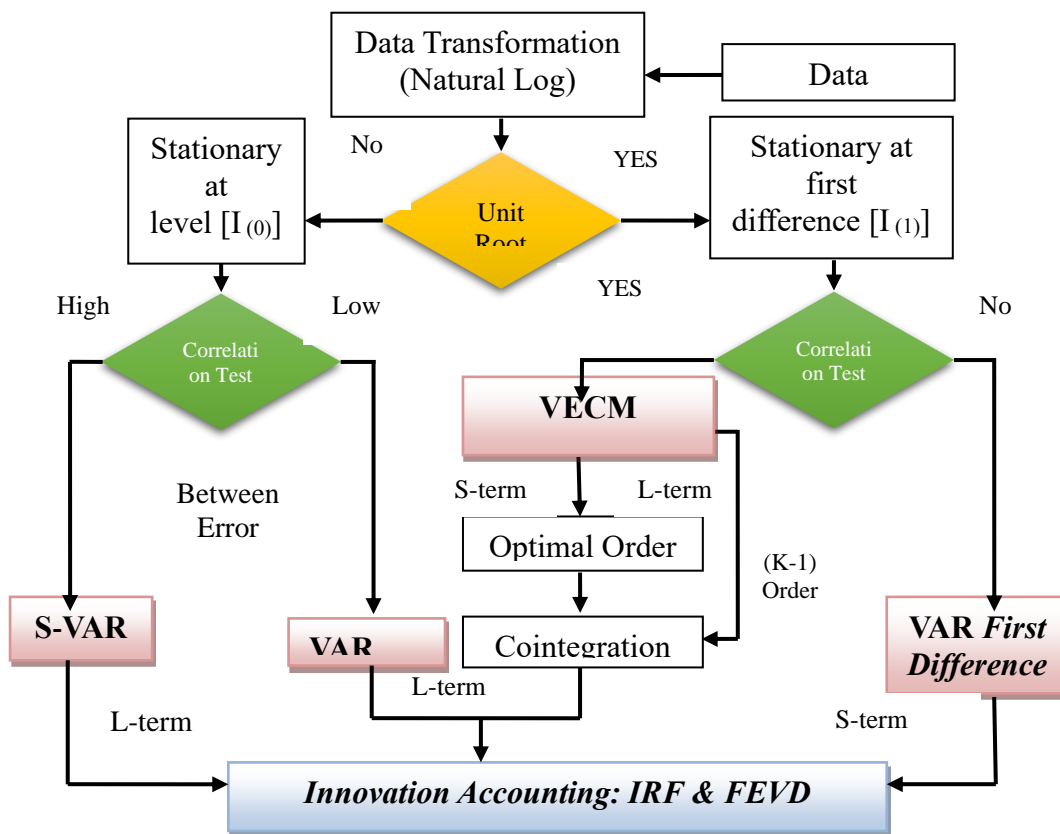 Data Transformation
(Natural Log)
Data
No
YES
Stationary
at
level [I (0)]
Stationary at
first
difference [I (1)]
Unit
Root
YES
High
Low
No
Correlati
on Test
Correlati
on Test
VECM
S-term
L-term
Between
Error
Optimal Order
(K-1)
Order
S-VAR
VAR
Cointegration
VAR First
Difference
L-term
L-term
S-term
Innovation Accounting: IRF & FEVD